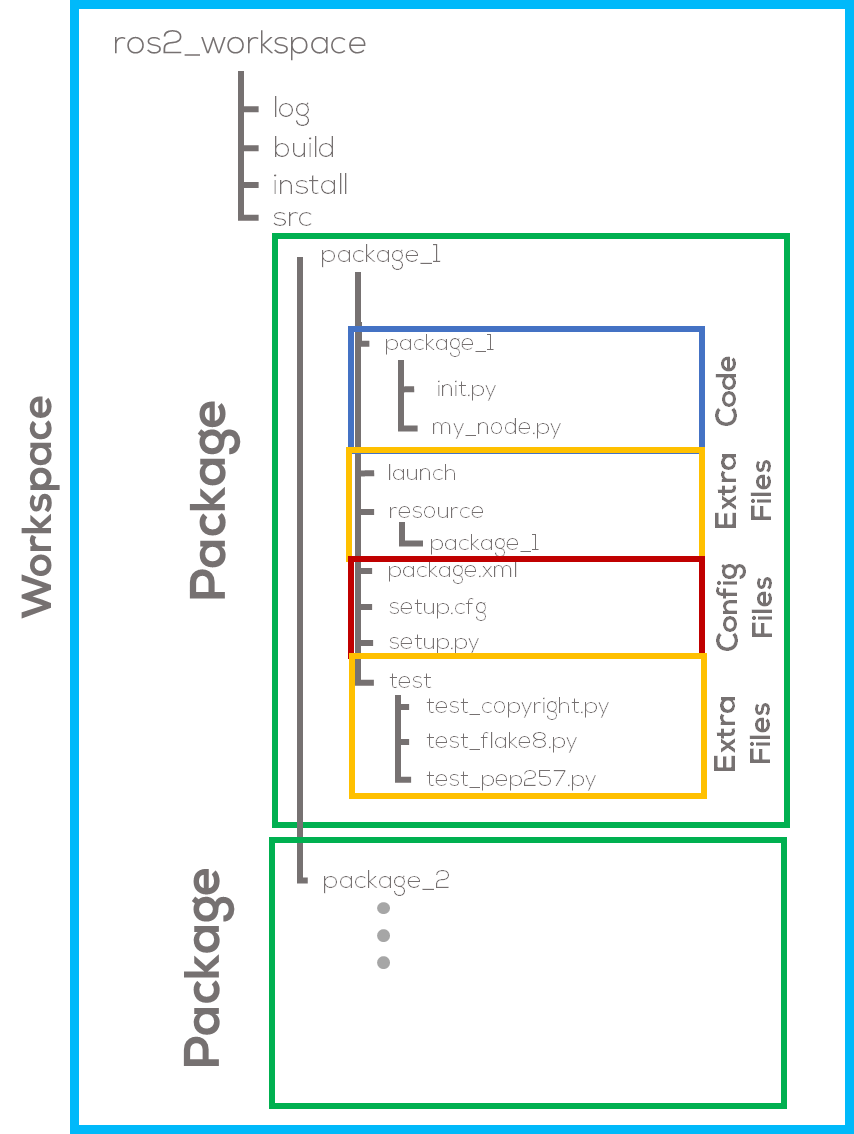 ros2_workspace
log
build
install
src
package_1
package_1
init.py
my_node.py
Code
launch
resource
package_1
Extra
Files
package.xml
setup.cfg
setup.py
Config
Files
test
test_copyright.py
test_flake8.py
test_pep257.py
Extra
Files
Package
Workspace
package_2
Package